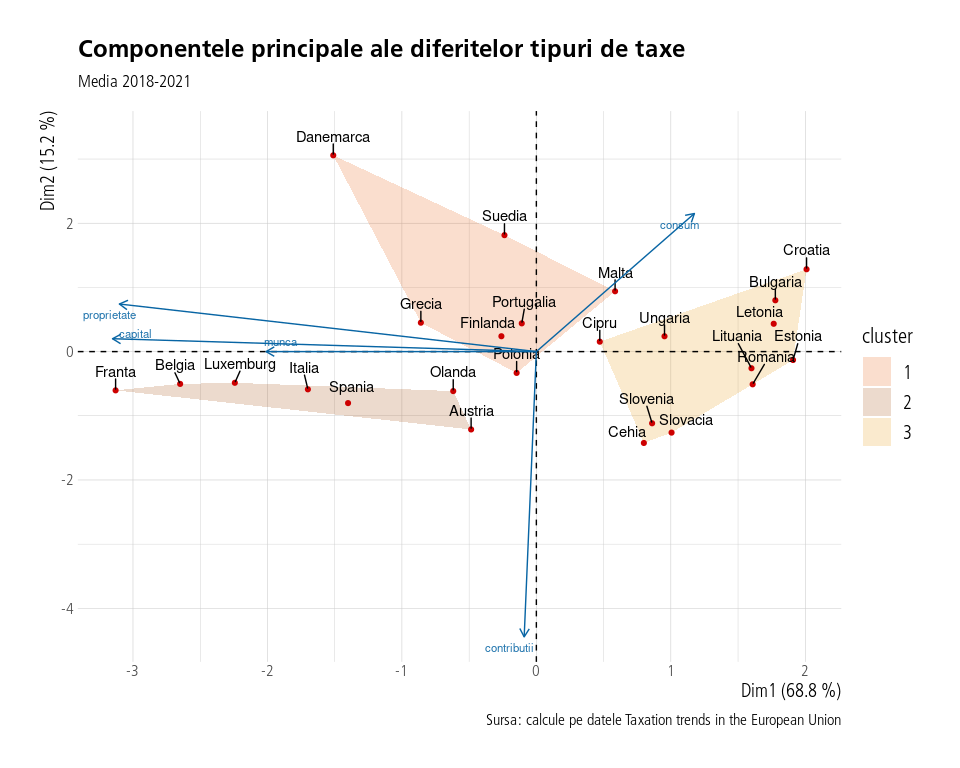 Componentele principale ale diferitelor tipuri de taxe
Media 2018-2021
Dim2 (15.2 %)
Danemarca
Suedia
consum
Malta
Croatia
Bulgaria
Grecia
Portugalia
Letonia
proprietate
Finlanda
Cipru
Ungaria
capital
munca
Lituania
Estonia
Polonia
Romania
Franta
Belgia
Luxemburg
Italia
Spania
Olanda
Austria
Slovenia
Slovacia
Cehia
contributii
2
0
-2
-4
-3
-2
-1
0
1
2
Dim1 (68.8 %)
cluster
1
2
3
Sursa: calcule pe datele Taxation trends in the European Union